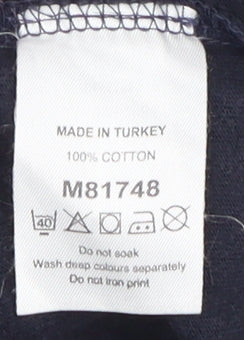 MADE IN TURKEY
100% COTTON
M81748
40
Do not soak
Wash deep colours separately
Do not iron print